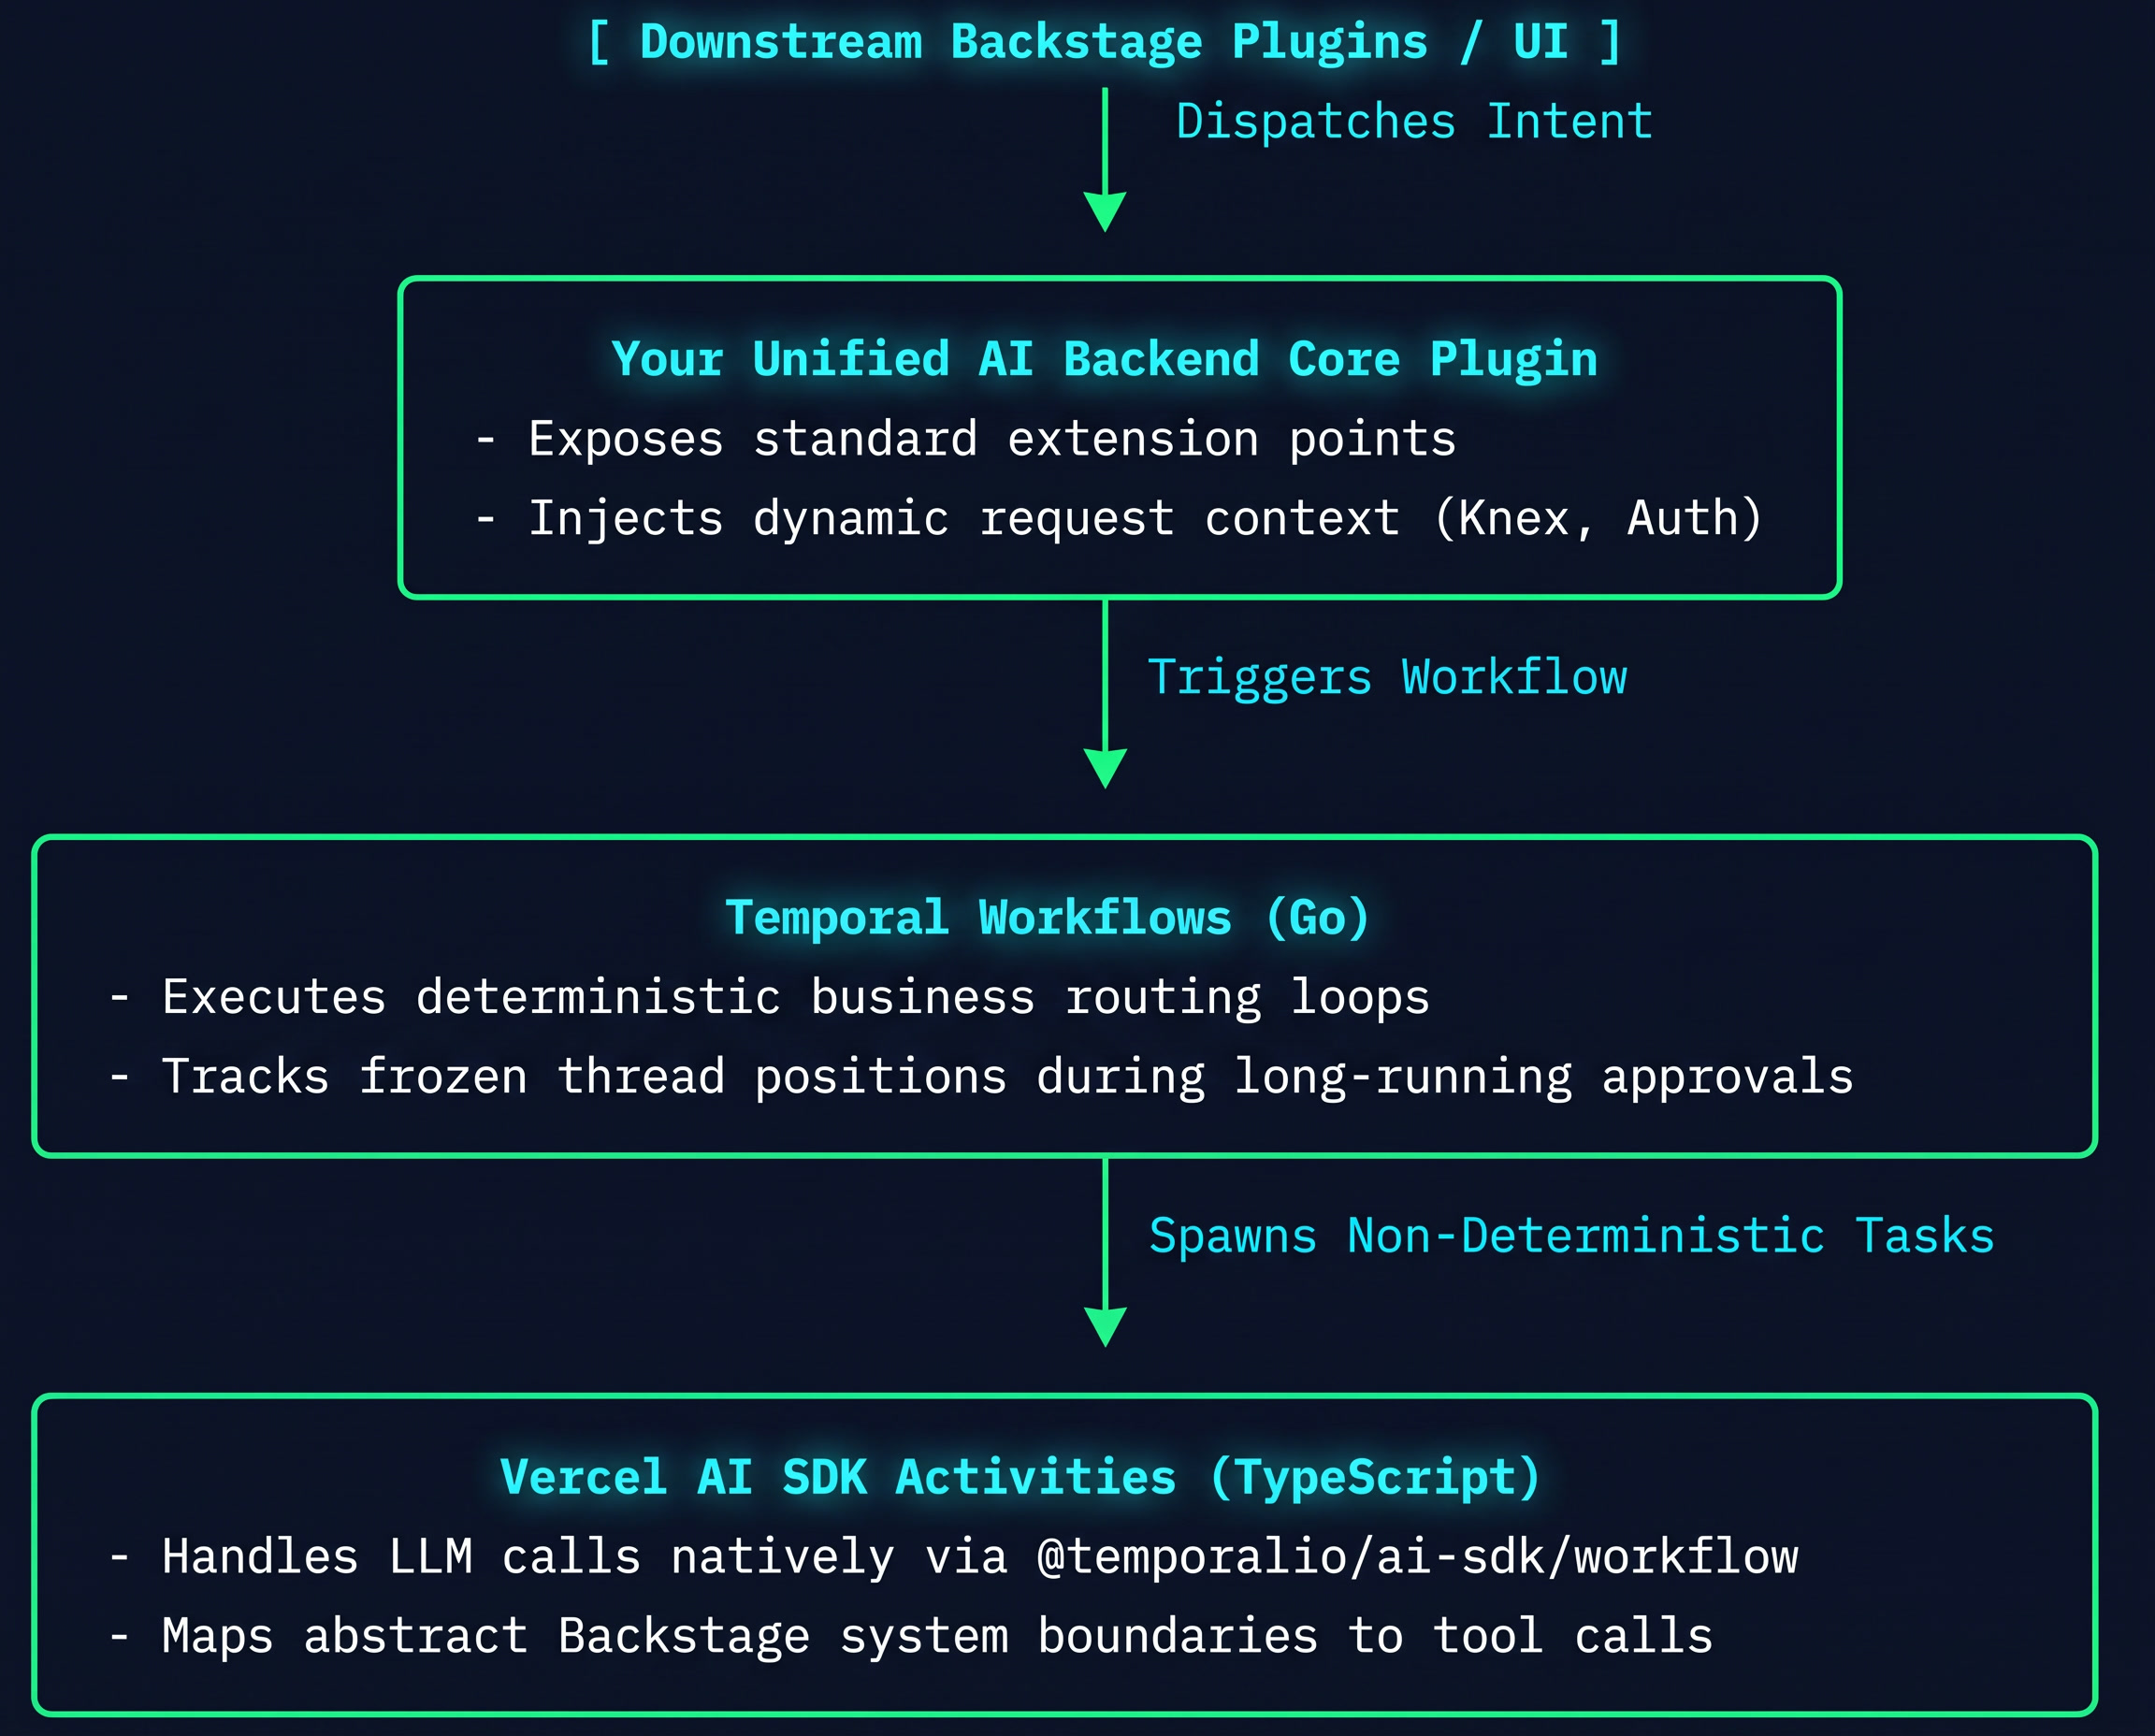 [ Downstream Backstage Plugins / UI ]
Dispatches Intent
Your Unified AI Backend Core Plugin
- Exposes standard extension points
- Injects dynamic request context (Knex, Auth)
Triggers Workflow
Temporal Workflows (Go)
- Executes deterministic business routing loops
- Tracks frozen thread positions during long-running approvals
Spawns Non-Deterministic Tasks
Vercel AI SDK Activities (TypeScript)
- Handles LLM calls natively via @temporalio/ai-sdk/workflow
- Maps abstract Backstage system boundaries to tool calls